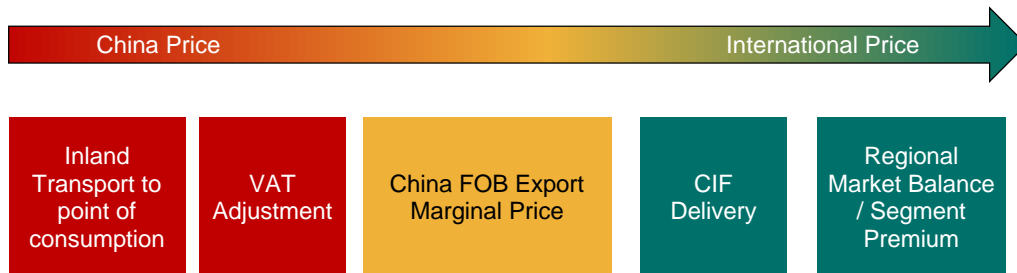 China Price
International Price
Inland
Transport to
point of
consumption
VAT
Adjustment
China FOB Export
Marginal Price
CIF
Delivery
Regional
Market Balance
/ Segment
Premium